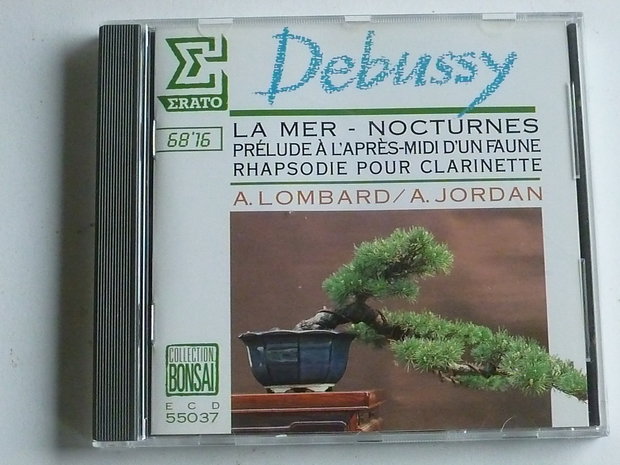 ERATO
Debussy
68'16
LA MER - NOCTURNES
PRÉLUDE À L'APRÈS-MIDI D'UN FAUNE
RHAPSODIE POUR CLARINETTE
A. LOMBARD / A. JORDAN
COLLECTION
BONSAI
ECD
55037